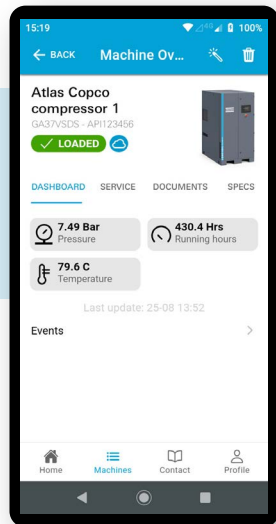 15:19
4G
100%
BACK
Machine Ov...
Atlas Copco
compressor 1
GA37VSDS - API123456
LOADED
DASHBOARD SERVICE DOCUMENTS SPECS
7.49 Bar
Pressure
430.4 Hrs
Running hours
79.6 C
Temperature
Last update: 25-08 13:52
Events
Home
Machines
Contact
Profile